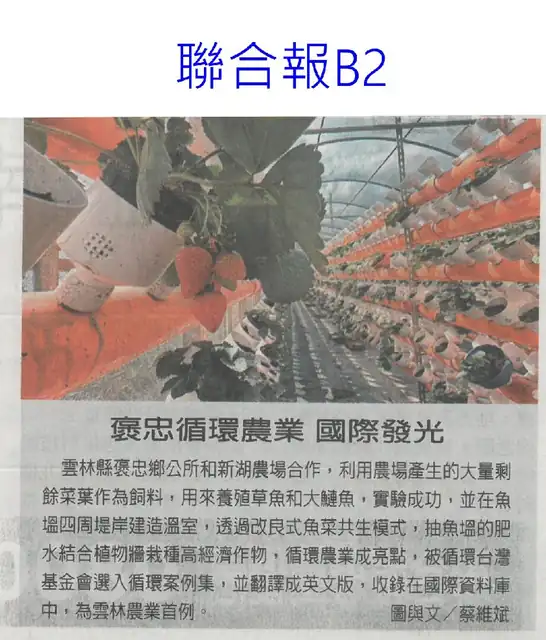 聯合報B2
褒忠循環農業 國際發光
雲林縣褒忠鄉公所和新湖農場合作，利用農場產生的大量剩
餘菜葉作為飼料，用來養殖草魚和大鰱魚，實驗成功，並在魚
塭四周堤岸建造溫室，透過改良式魚菜共生模式，抽魚塭的肥
水結合植物牆栽種高經濟作物，循環農業成亮點，被循環台灣
基金會選入循環案例集，並翻譯成英文版，收錄在國際資料庫
中，為雲林農業首例。 圖與文／蔡維斌